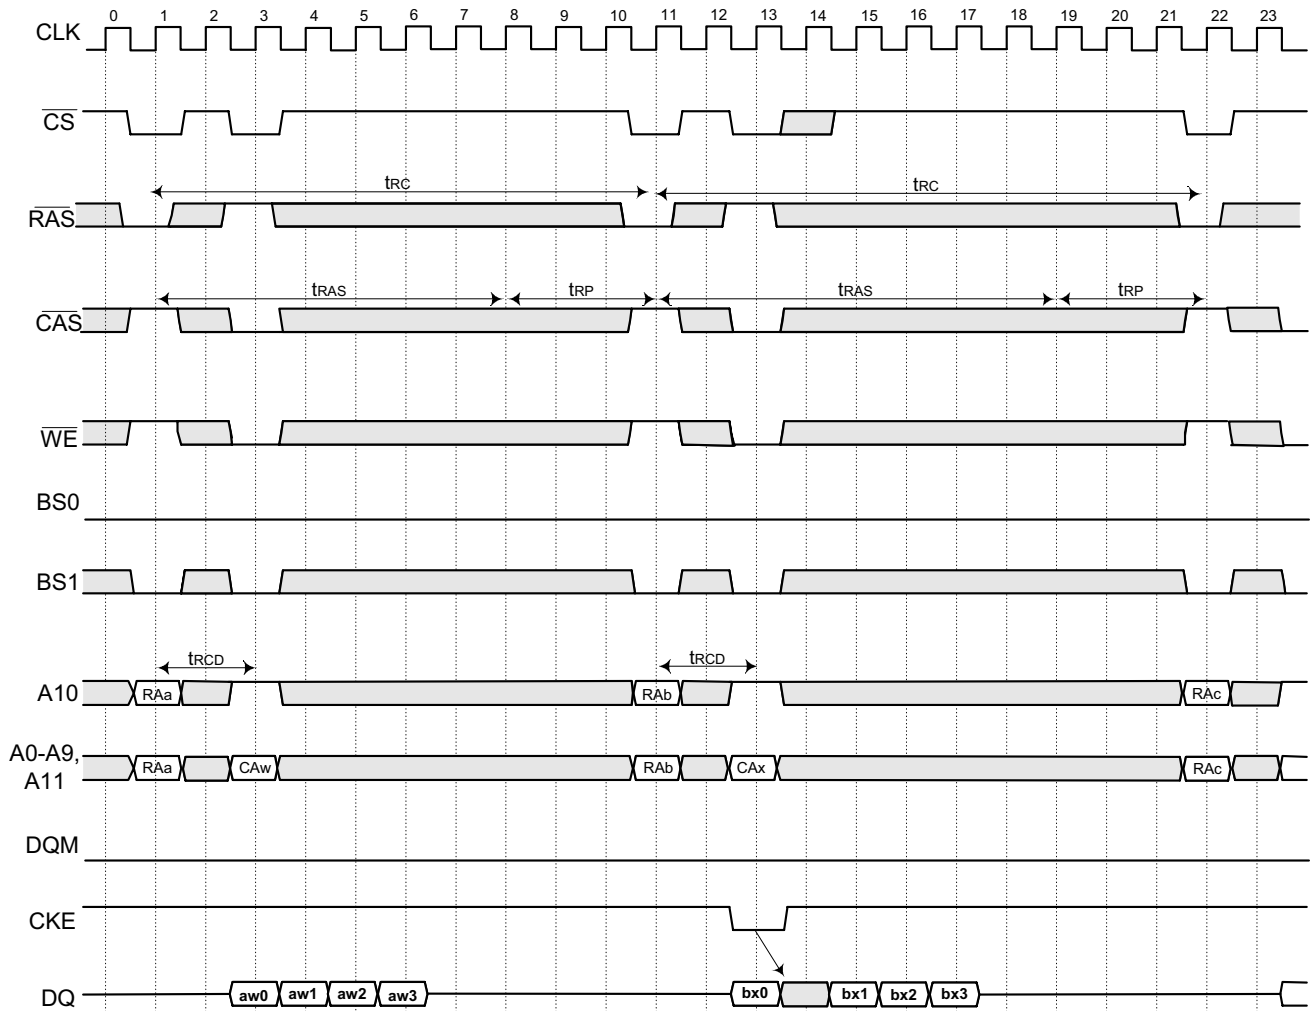 0 1 2 3 4 5 6 7 8 9 10 11 12 13 14 15 16 17 18 19 20 21 22 23
CLK
CS
tRC tRC
RAS
tRAS tRP tRAS tRP
CAS
WE
BS0
BS1
tRCD tRCD
A10 RAa RAb RAc
A0-A9,
A11 RAa CAw RAb CAx RAc
DQM
CKE
DQ aw0 aw1 aw2 aw3 bx0 bx1 bx2 bx3